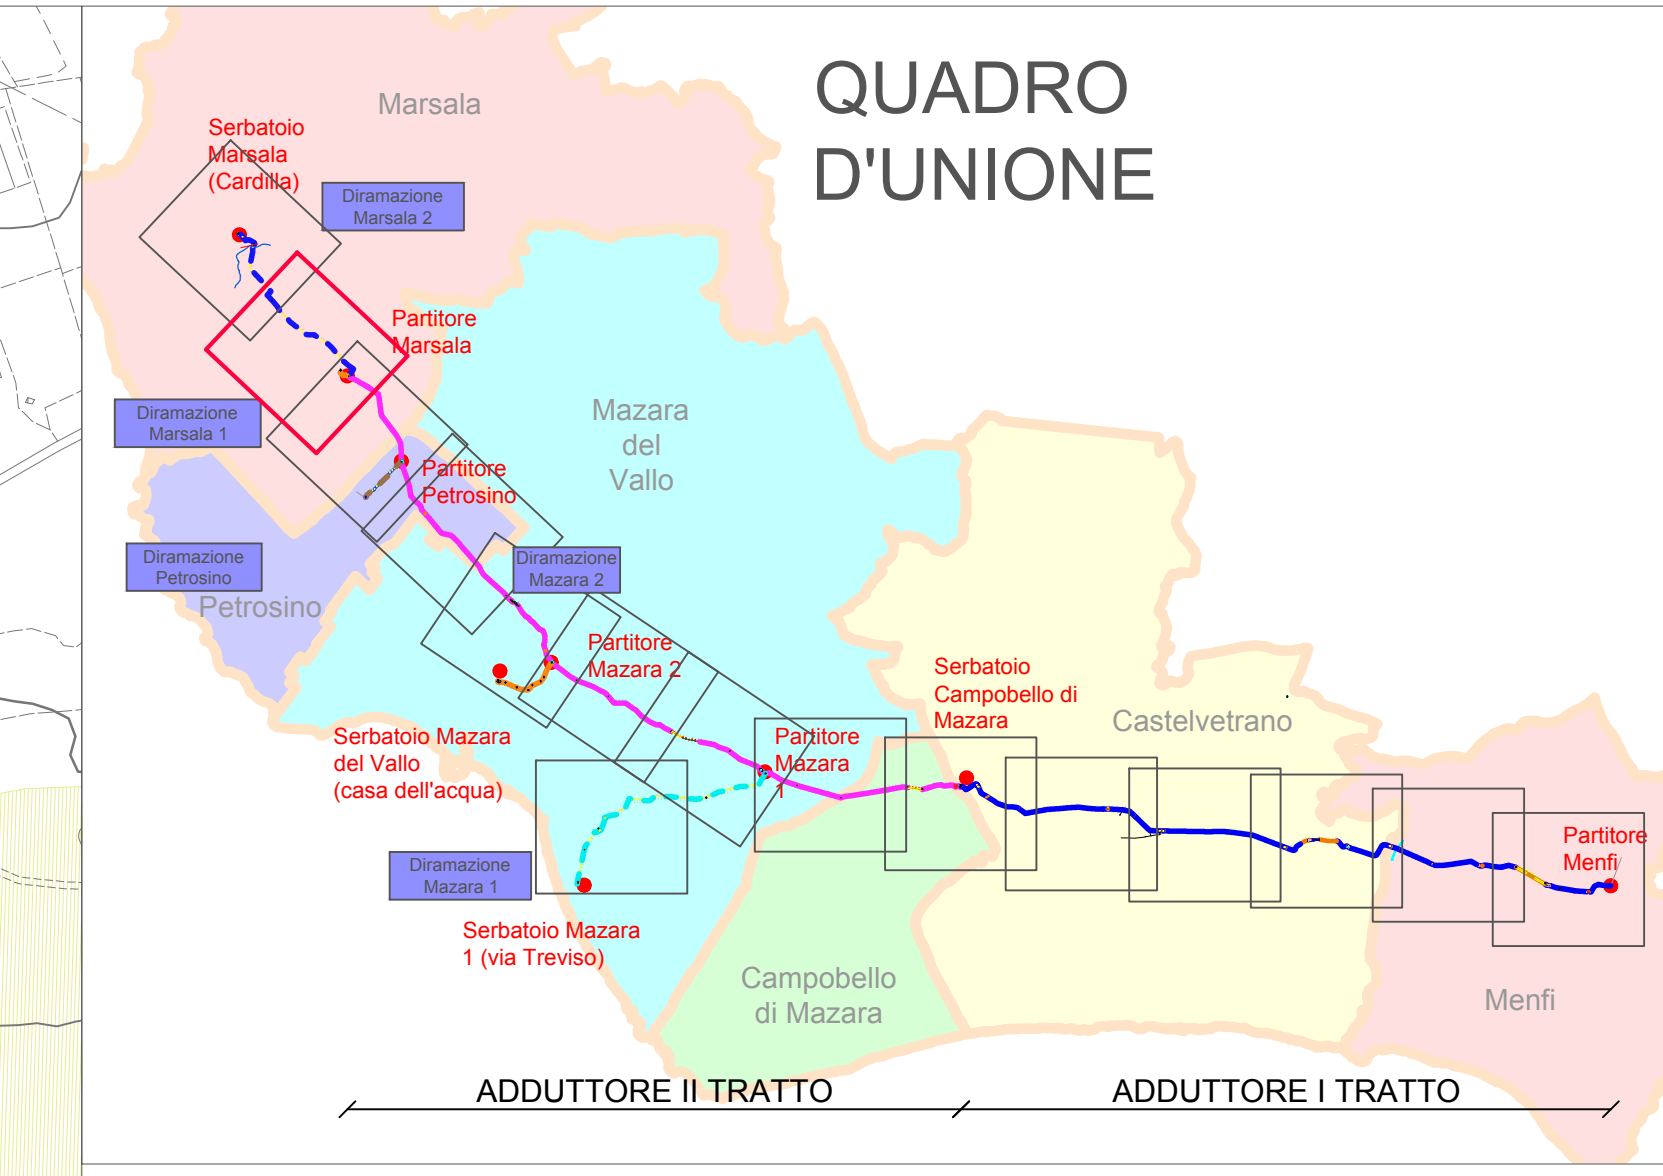 QUADRO
D'UNIONE
Marsala
Serbatoio
Marsala
(Cardilla)
Diramazione
Marsala 2
Partitore
Marsala
Diramazione
Marsala 1
Mazara
del
Vallo
Partitore
Petrosino
Diramazione
Petrosino
Petrosino
Diramazione
Mazara 2
Partitore
Mazara 2
Serbatoio
Campobello di
Mazara
Castelvetrano
Serbatoio Mazara
del Vallo
(casa dell'acqua)
Partitore
Mazara
1
Diramazione
Mazara 1
Partitore
Menfi
Serbatoio Mazara
1 (via Treviso)
Campobello
di Mazara
Menfi
ADDUTTORE II TRATTO
ADDUTTORE I TRATTO